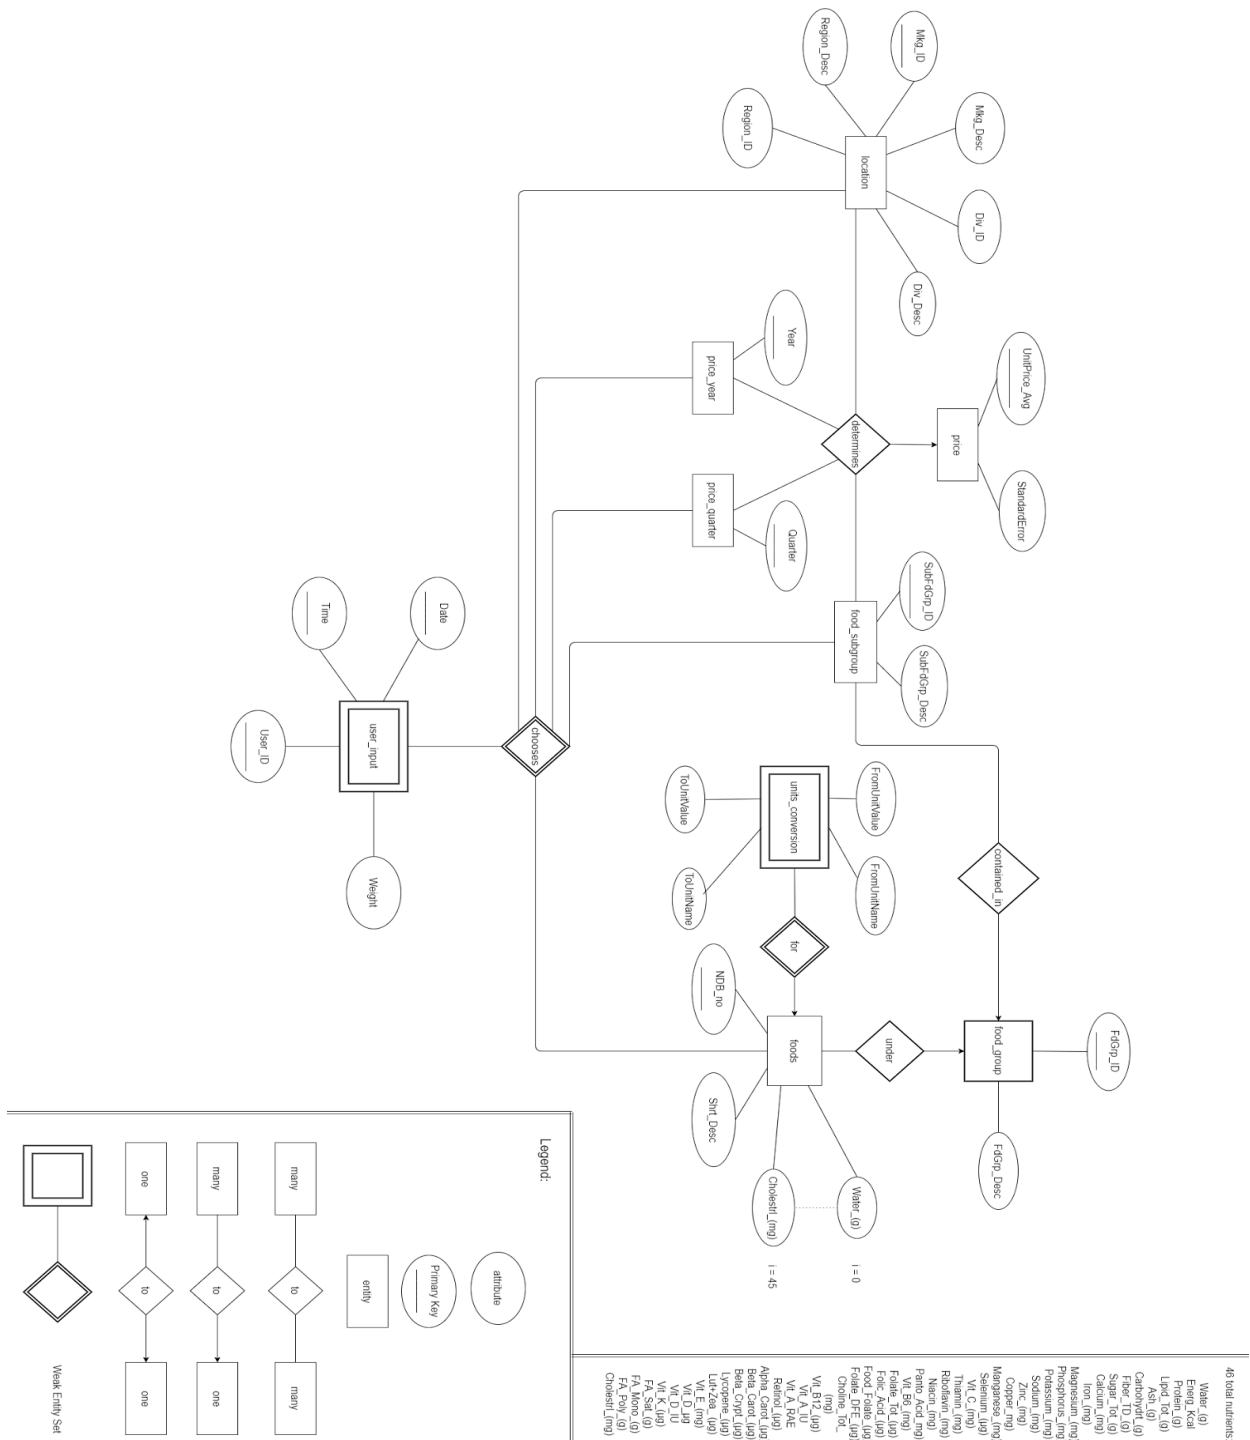 Mkg_ID
Region_Desc
Mkg_Desc
Region_ID
location
Div_ID
Div_Desc
Year
price_year
UnitPrice_Avg
determines
price
StandardError
price_quarter
Quarter
SubFdGrp_ID
food_subgroup
SubFdGrp_Desc
Date
Time
user_input
User_ID
Weight
chooses
FromUnitValue
ToUnitValue
units_conversion
FromUnitName
ToUnitName
contained_in
for
NDB_no
foods
under
food_group
FdGrp_ID
FdGrp_Desc
Shrt_Desc
Cholestrl_(mg)
Water_(g)
i = 0
i = 45
Legend:
attribute
Primary Key
entity
many
to
many
many
to
one
one
to
one
Weak Entity Set
46 total nutrients:
Water_(g)
Energ_Kcal
Protein_(g)
Lipid_Tot_(g)
Ash_(g)
Carbohydrt_(g)
Fiber_TD_(g)
Sugar_Tot_(g)
Calcium_(mg)
Iron_(mg)
Magnesium_(mg)
Phosphorus_(mg)
Potassium_(mg)
Sodium_(mg)
Zinc_(mg)
Copper_mg)
Manganese_(mg)
Selenium_(µg)
Vit_C_(mg)
Thiamin_(mg)
Riboflavin_(mg)
Niacin_(mg)
Panto_Acid_mg)
Vit_B6_(mg)
Folate_Tot_(µg)
Folic_Acid_(µg)
Food_Folate_(µg)
Folate_DFE_(µg)
Choline_Tot_
(mg)
Vit_B12_(µg)
Vit_A_IU
Vit_A_RAE
Retinol_(µg)
Alpha_Carot_(µg)
Beta_Carot_(µg)
Beta_Crypt_(µg)
Lycopene_(µg)
Lut+Zea_(µg)
Vit_E_(mg)
Vit_D_µg
Vit_D_IU
Vit_K_(µg)
FA_Sat_(g)
FA_Mono_(g)
FA_Poly_(g)
Cholestrl_(mg)